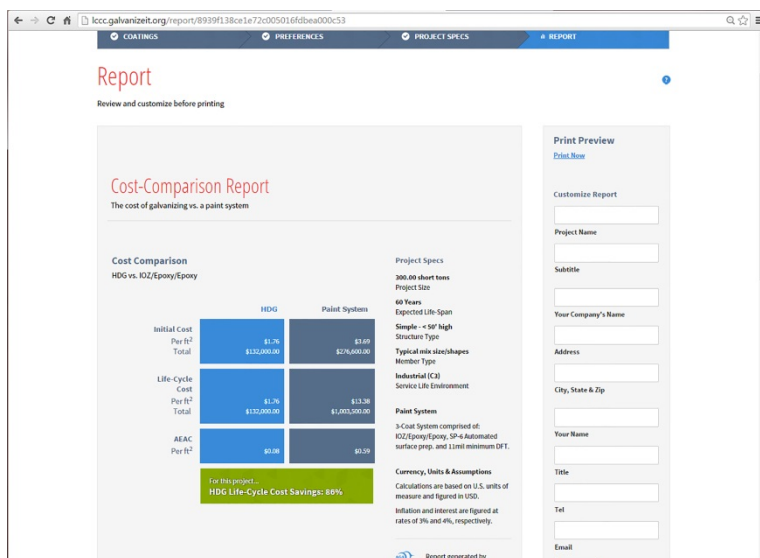 lccc.galvanizeit.org/report/8939f138ce1e72c005016fdbea000c53
COATINGS
PREFERENCES
PROJECT SPECS
REPORT
Report
?
Review and customize before printing
Cost-Comparison Report
The cost of galvanizing vs. a paint system
Cost Comparison
HDG vs. IOZ/Epoxy/Epoxy
HDG Paint System
Initial Cost
Per ft² $1.76 $3.69
Total $132,000.00 $276,600.00
Life-Cycle
Cost
Per ft² $1.76 $13.38
Total $132,000.00 $1,003,500.00
AEAC
Per ft² $0.08 $0.59
For this project...
HDG Life-Cycle Cost Savings: 86%
Project Specs
300.00 short tons
Project Size
60 Years
Expected Life-Span
Simple - < 50' high
Structure Type
Typical mix size/shapes
Member Type
Industrial (C3)
Service Life Environment
Paint System
3-Coat System comprised of:
IOZ/Epoxy/Epoxy, SP-6 Automated
surface prep. and 11mil minimum DFT.
Currency, Units & Assumptions
Calculations are based on U.S. units of
measure and figured in USD.
Inflation and interest are figured at
rates of 3% and 4%, respectively.
Report generated by
Print Preview
Print Now
Customize Report
Project Name
Subtitle
Your Company's Name
Address
City, State & Zip
Your Name
Title
Tel
Email